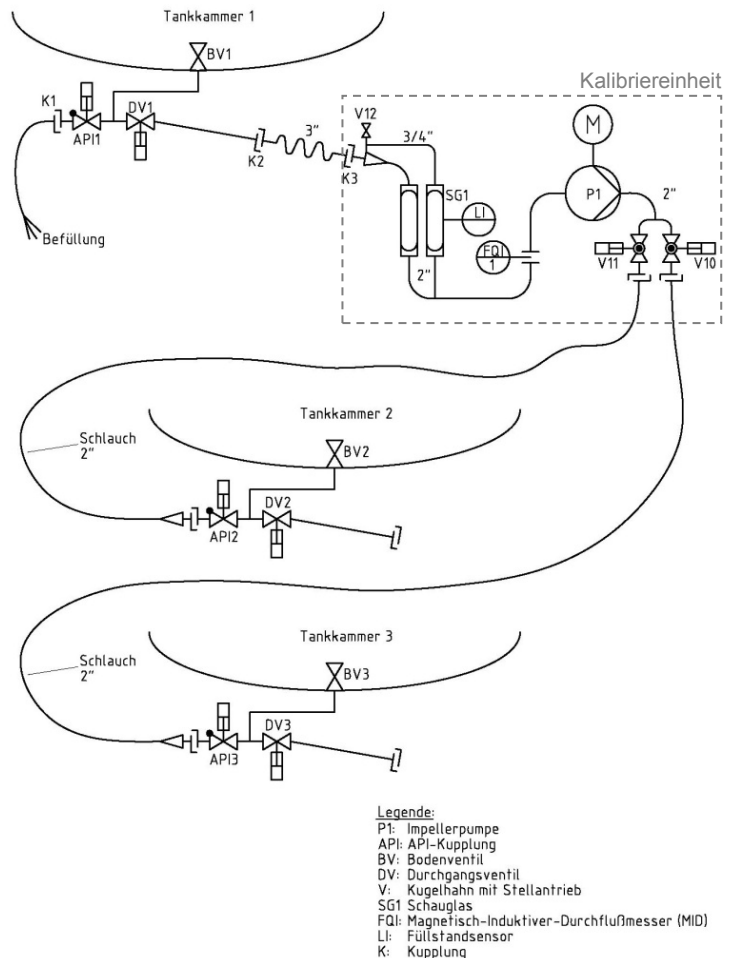 Tankkammer 1
BV1
Kalibriereinheit
K1
API1
DV1
V12
M
3"
3/4"
K2
K3
SG1
LI
P1
2"
Befüllung
FQI
1
2"
V11
V10
Tankkammer 2
Schlauch
2"
BV2
DV2
API2
Tankkammer 3
Schlauch
2"
BV3
DV3
API3
Legende:
P1: Impellerpumpe
API: API-Kupplung
BV: Bodenventil
DV: Durchgangsventil
V: Kugelhahn mit Stellantrieb
SG1 Schauglas
FQI: Magnetisch-Induktiver-Durchflußmesser (MID)
LI: Füllstandsensor
K: Kupplung